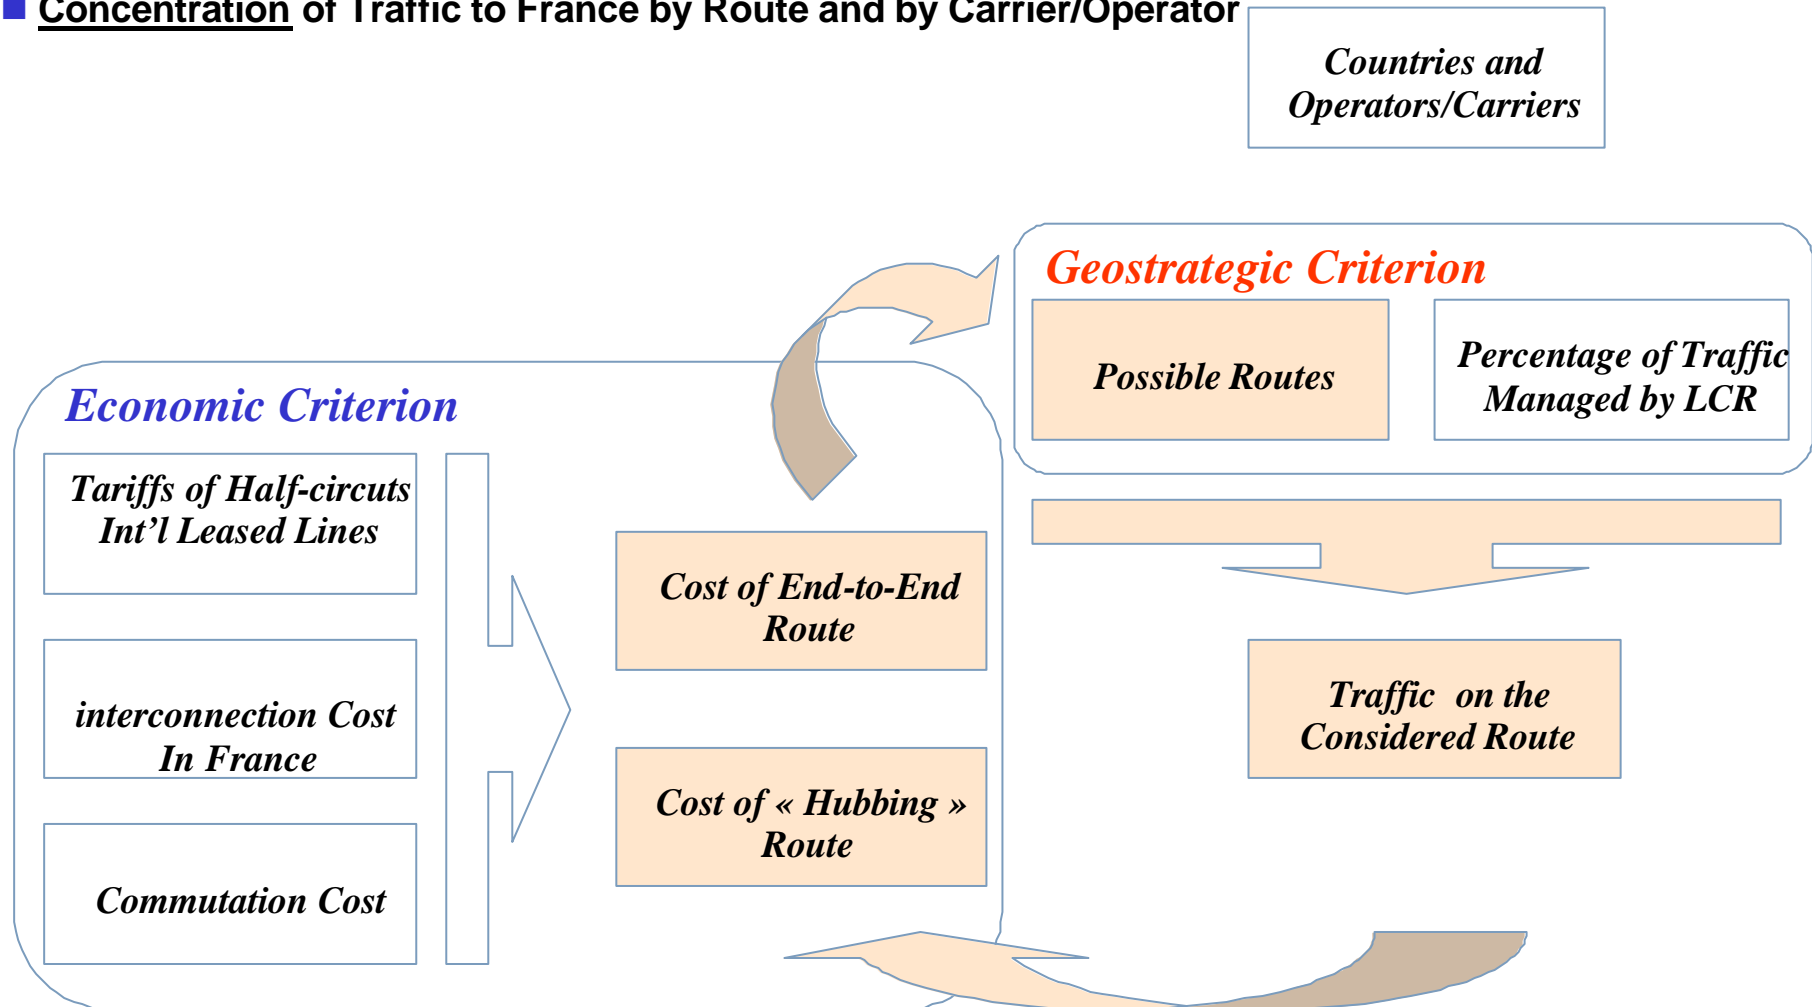 Concentration of Traffic to France by Route and by Carrier/Operator
Countries and
Operators/Carriers
Geostrategic Criterion
Possible Routes
Percentage of Traffic
Managed by LCR
Economic Criterion
Tariffs of Half-circuts
Int’l Leased Lines
interconnection Cost
In France
Commutation Cost
Cost of End-to-End
Route
Cost of « Hubbing »
Route
Traffic on the
Considered Route